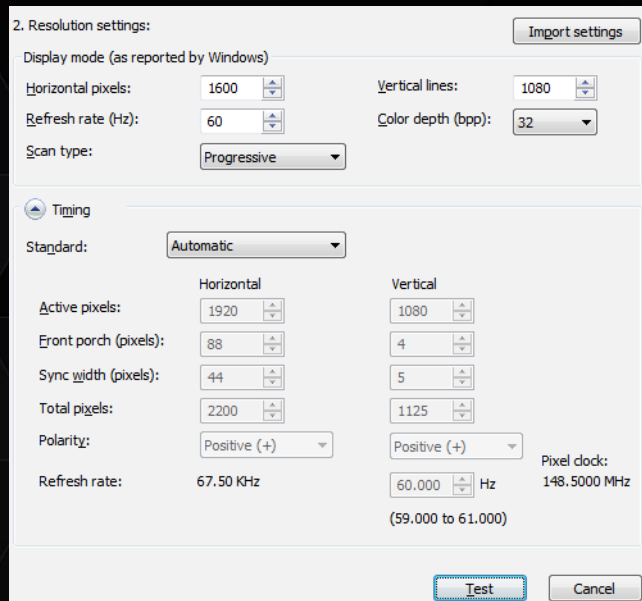 2. Resolution settings:
Import settings
Display mode (as reported by Windows)
Horizontal pixels: 1600 Vertical lines: 1080
Refresh rate (Hz): 60 Color depth (bpp): 32
Scan type: Progressive
Timing
Standard: Automatic
Horizontal Vertical
Active pixels: 1920 1080
Front porch (pixels): 88 4
Sync width (pixels): 44 5
Total pixels: 2200 1125
Polarity: Positive (+) Positive (+)
Pixel clock:
Refresh rate: 67.50 KHz 60.000 Hz 148.5000 MHz
(59.000 to 61.000)
Test Cancel